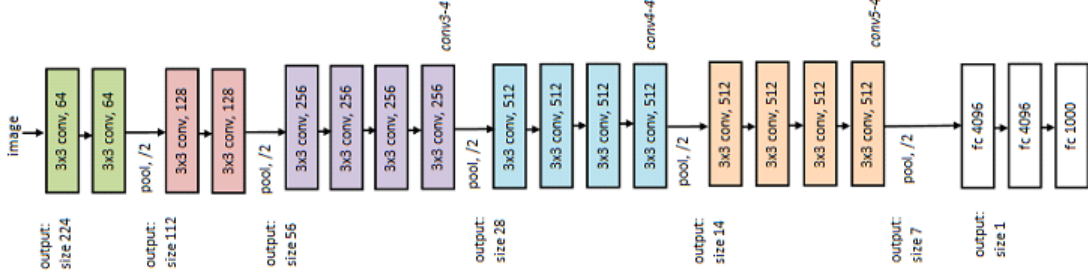 image
3x3 conv, 64
3x3 conv, 64
pool, /2
3x3 conv, 128
3x3 conv, 128
pool, /2
3x3 conv, 256
3x3 conv, 256
3x3 conv, 256
3x3 conv, 256
conv3-4
pool, /2
3x3 conv, 512
3x3 conv, 512
3x3 conv, 512
3x3 conv, 512
conv4-4
pool, /2
3x3 conv, 512
3x3 conv, 512
3x3 conv, 512
3x3 conv, 512
conv5-4
pool, /2
fc 4096
fc 4096
fc 1000
output:
size 224
output:
size 112
output:
size 56
output:
size 28
output:
size 14
output:
size 7
output:
size 1